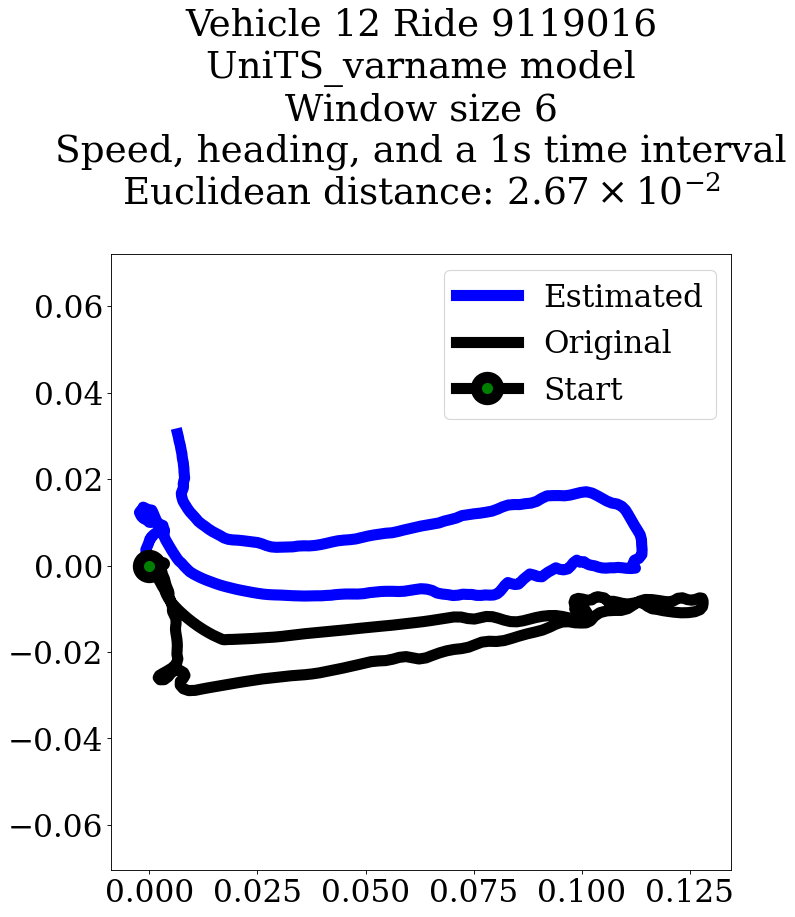 Vehicle 12 Ride 9119016
UniTS_varname model
Window size 6
Speed, heading, and a 1s time interval
Euclidean distance: 2.67 × 10⁻²
Estimated
Original
Start
0.06
0.04
0.02
0.00
−0.02
−0.04
−0.06
0.000 0.025 0.050 0.075 0.100 0.125